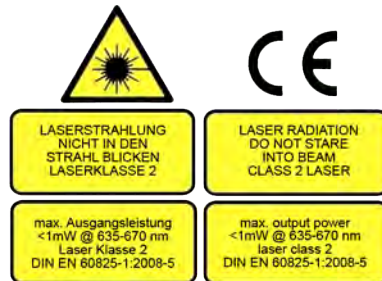 CE
LASERSTRAHLUNG
NICHT IN DEN
STRAHL BLICKEN
LASERKLASSE 2
LASER RADIATION
DO NOT STARE
INTO BEAM
CLASS 2 LASER
max. Ausgangsleistung
<1mW @ 635-670 nm
Laser Klasse 2
DIN EN 60825-1:2008-5
max. output power
<1mW @ 635-670 nm
laser class 2
DIN EN 60825-1:2008-5